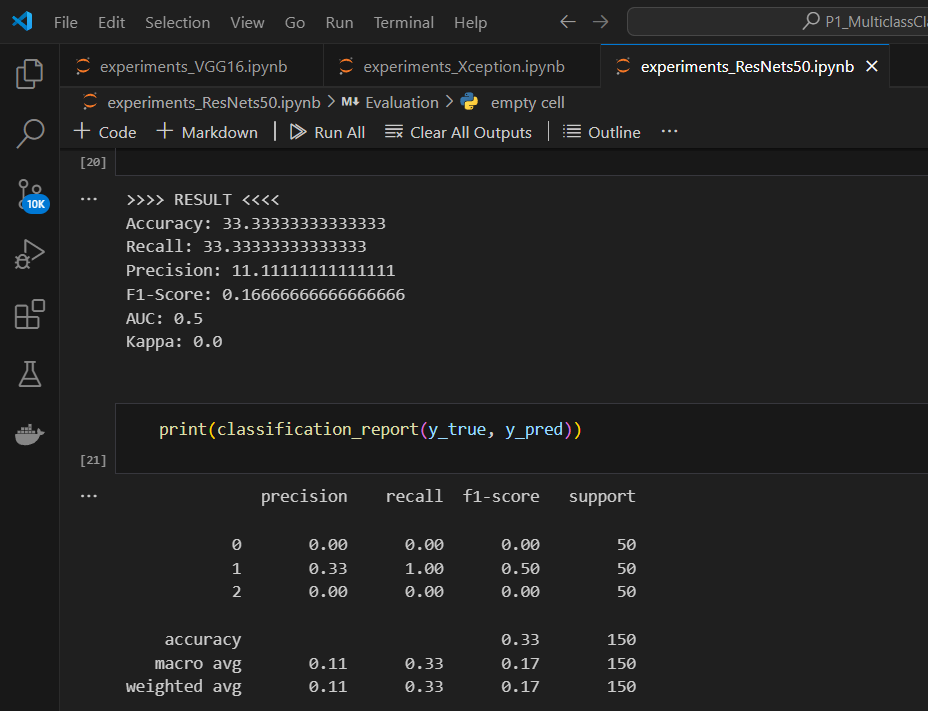 File Edit Selection View Go Run Terminal Help P1_MulticlassCla
experiments_VGG16.ipynb experiments_Xception.ipynb experiments_ResNets50.ipynb
experiments_ResNets50.ipynb > M↓ Evaluation > empty cell
+ Code + Markdown | Run All Clear All Outputs | Outline ...
[20]
... >>>> RESULT <<<<
Accuracy: 33.33333333333333
Recall: 33.33333333333333
Precision: 11.11111111111111
F1-Score: 0.16666666666666666
AUC: 0.5
Kappa: 0.0
10K
print(classification_report(y_true, y_pred))
[21]
... precision recall f1-score support
0 0.00 0.00 0.00 50
1 0.33 1.00 0.50 50
2 0.00 0.00 0.00 50
accuracy 0.33 150
macro avg 0.11 0.33 0.17 150
weighted avg 0.11 0.33 0.17 150